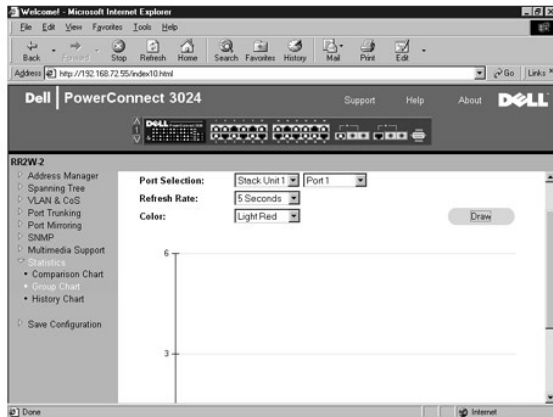 Welcome! - Microsoft Internet Explorer
File Edit View Favorites Tools Help
Back Forward Stop Refresh Home Search Favorites History Mail Print Edit
Address http://192.168.72.55/index10.html Go Links
Dell PowerConnect 3024 Support Help About DELL
DELL
1
RR2W-2
Address Manager
Spanning Tree
VLAN & CoS
Port Trunking
Port Mirroring
SNMP
Multimedia Support
Statistics
Comparison Chart
Group Chart
History Chart
Save Configuration
Port Selection: Stack Unit 1 Port 1
Refresh Rate: 5 Seconds
Color: Light Red Draw
6
3
Done Internet